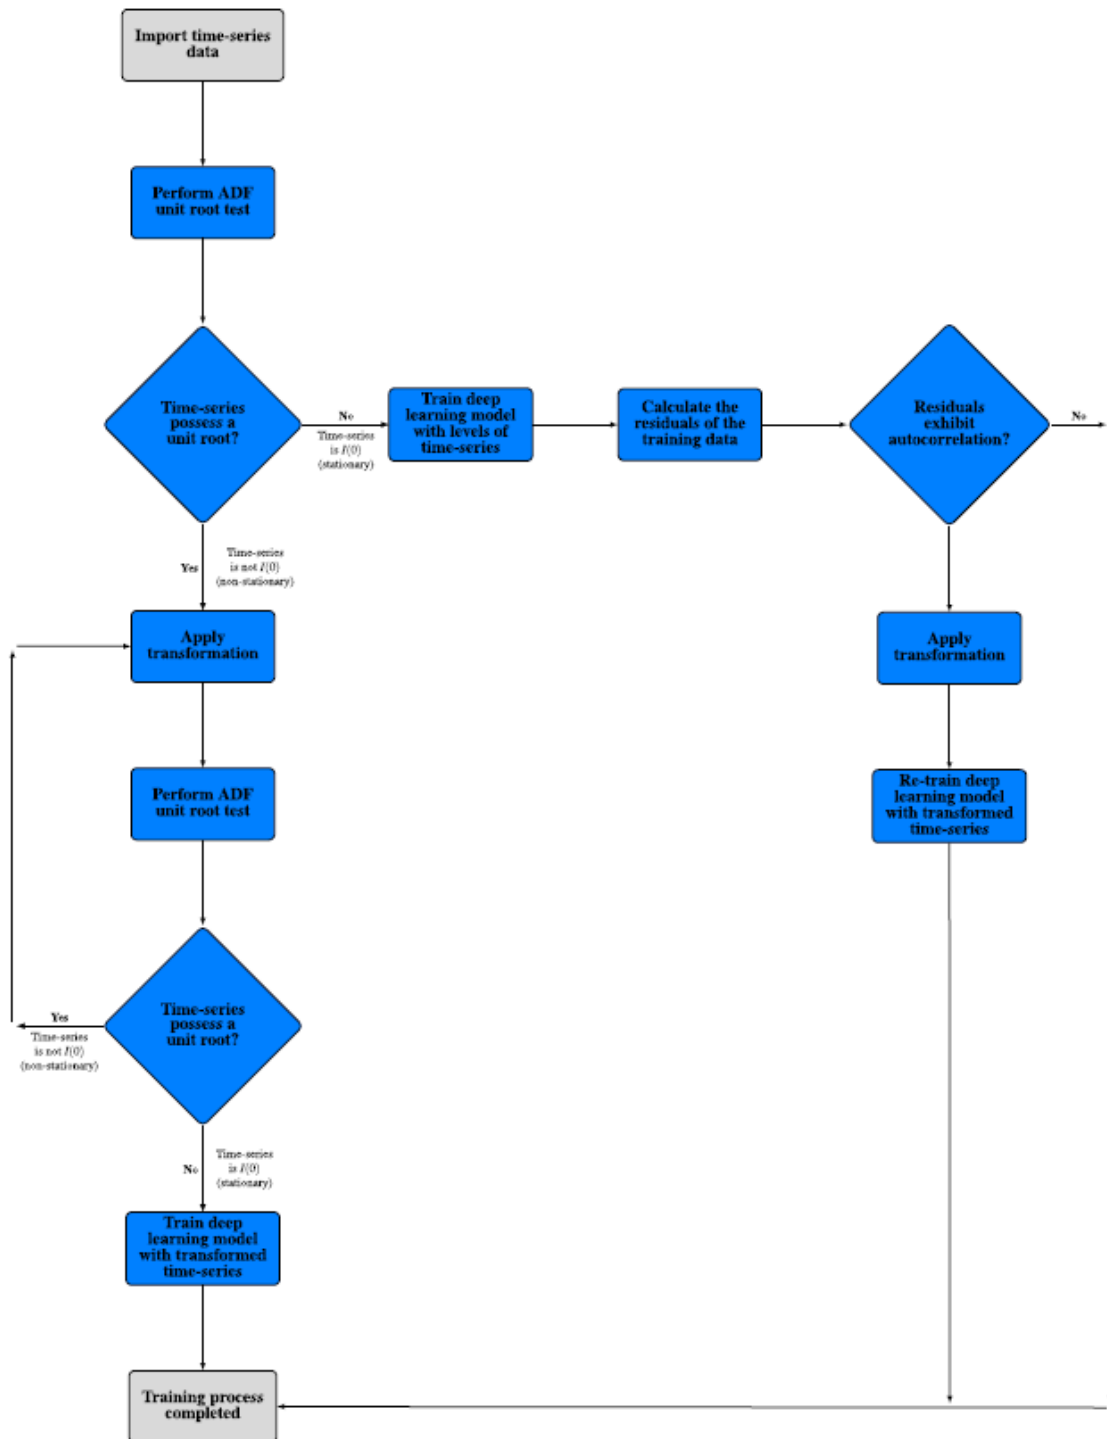 Import time-series
data
Perform ADF
unit root test
Time-series
possess a
unit root?
No
Time-series
is I(0)
(stationary)
Train deep
learning model
with levels of
time-series
Calculate the
residuals of the
training data
Residuals
exhibit
autocorrelation?
No
Yes
Time-series
is not I(0)
(non-stationary)
Apply
transformation
Apply
transformation
Perform ADF
unit root test
Re-train deep
learning model
with transformed
time-series
Time-series
possess a
unit root?
Yes
Time-series
is not I(0)
(non-stationary)
No
Time-series
is I(0)
(stationary)
Train deep
learning model
with transformed
time-series
Training process
completed